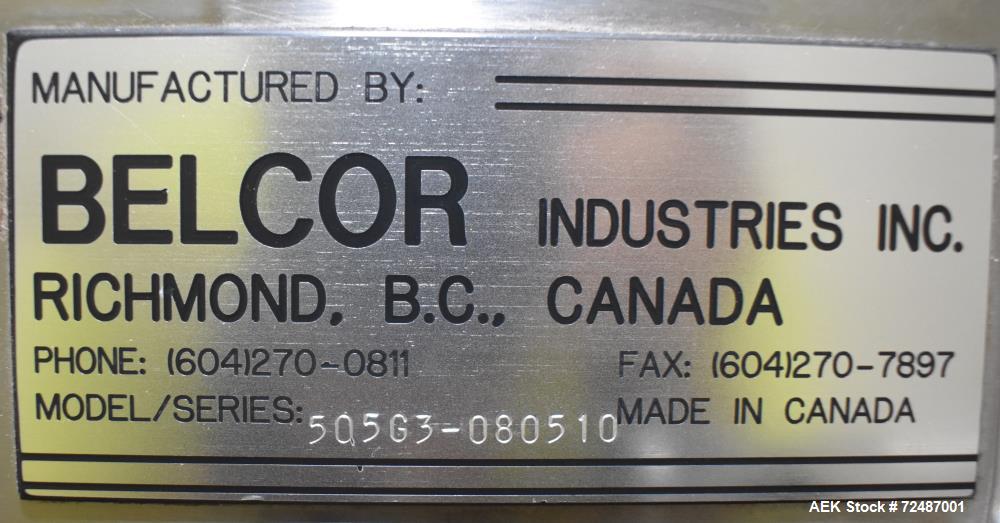 MANUFACTURED BY:
BELCOR INDUSTRIES INC.
RICHMOND, B.C., CANADA
PHONE: (604)270-0811 FAX: (604)270-7897
MODEL/SERIES: 505G3-080510 MADE IN CANADA
AEK Stock # 72487001